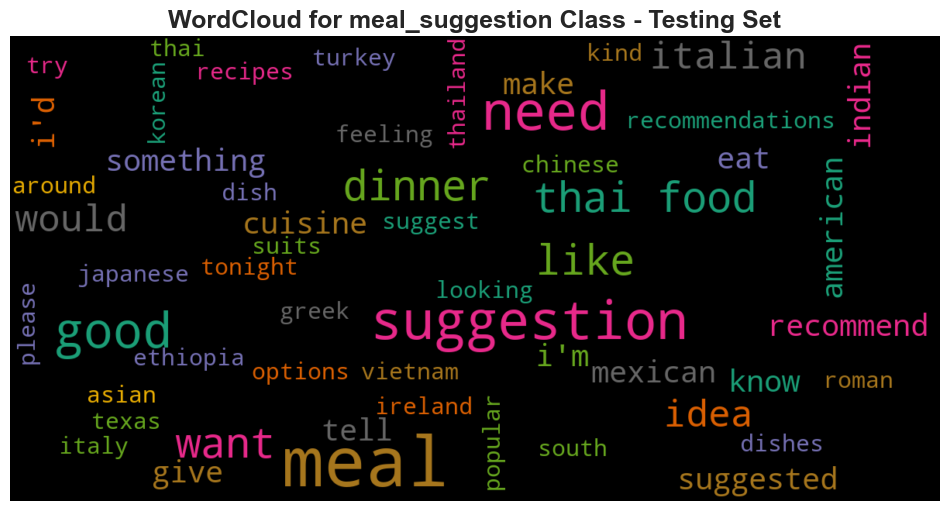 WordCloud for meal_suggestion Class - Testing Set
try
thai
recipes
turkey
thailand
kind
italian
indian
i'd
korean
feeling
need
make
recommendations
something
around
dish
dinner
chinese
eat
american
would
cuisine
suggest
thai food
suits
japanese
tonight
like
please
looking
greek
good
suggestion
recommend
ethiopia
i'm
options
vietnam
mexican
know
roman
asian
texas
ireland
popular
idea
italy
want
tell
south
dishes
give
meal
suggested